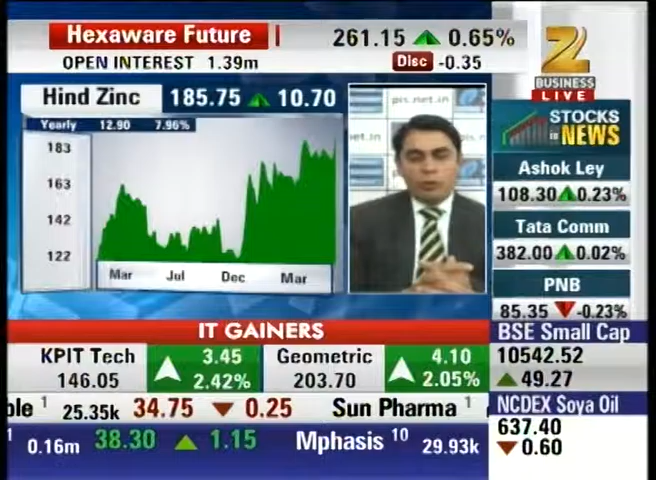 Hexaware Future
261.15 0.65%
OPEN INTEREST 1.39m
Disc -0.35
Z
BUSINESS
LIVE
Hind Zinc 185.75 10.70
Yearly 12.90 7.96%
183
163
142
122
Mar Jul Dec Mar
pis.net.in
et.in
STOCKS
IN NEWS
Ashok Ley
108.30 0.23%
Tata Comm
382.00 0.02%
PNB
85.35 -0.23%
IT GAINERS
KPIT Tech
146.05
3.45
2.42%
Geometric
203.70
4.10
2.05%
BSE Small Cap
10542.52
49.27
NCDEX Soya Oil
637.40
0.60
ble 1 25.35k 34.75 0.25 Sun Pharma 1
1 0.16m 38.30 1.15 Mphasis 10 29.93k